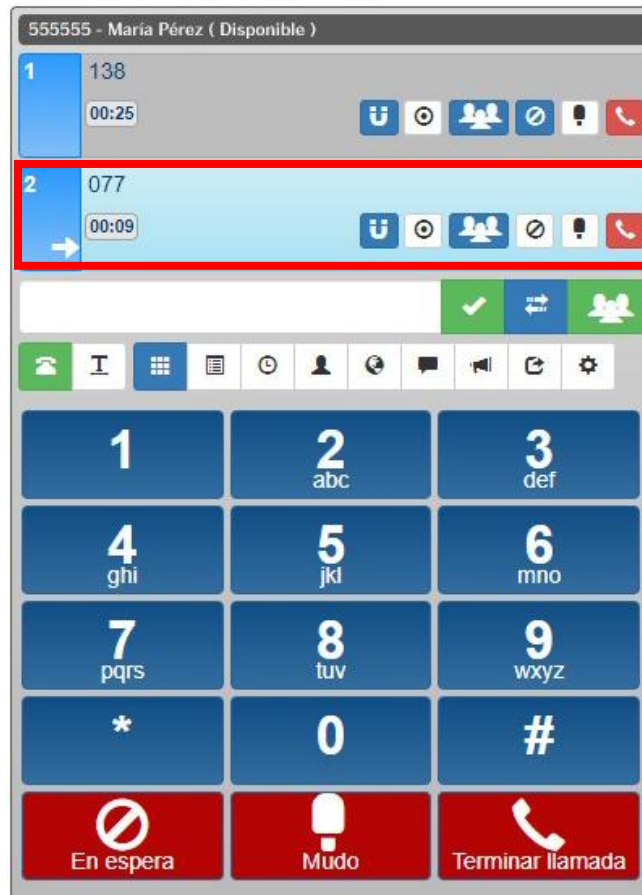 555555 - María Pérez ( Disponible )
1 138
00:25
2 077
00:09
1 2 3
abc def
4 5 6
ghi jkl mno
7 8 9
pqrs tuv wxyz
* 0 #
En espera Mudo Terminar llamada